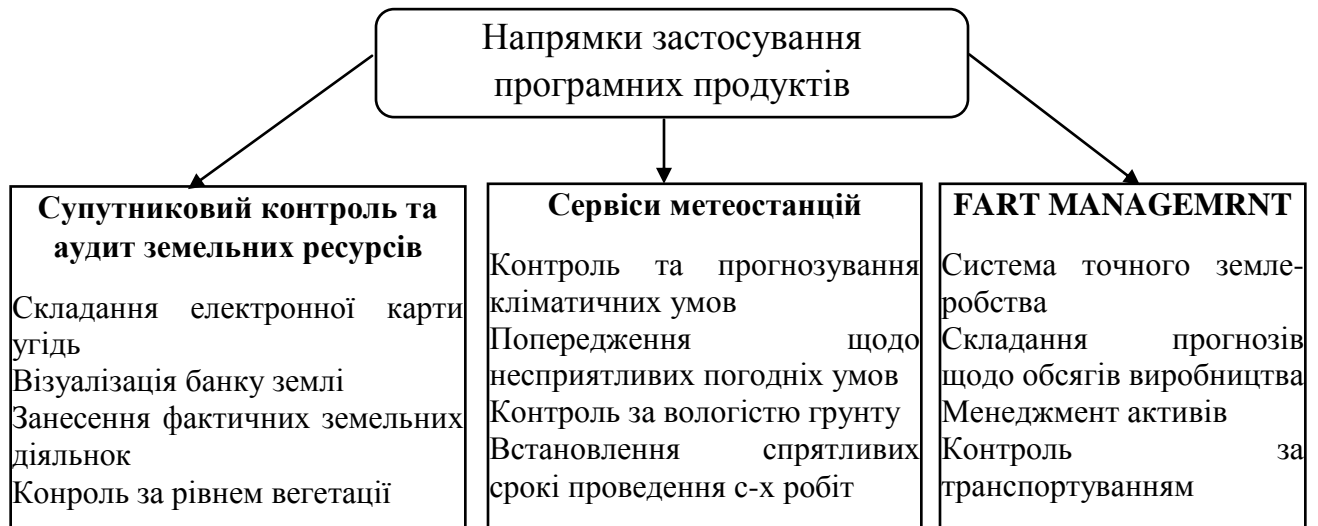 Напрямки застосування
програмних продуктів
Супутниковий контроль та
аудит земельних ресурсів
Складання електронної карти
угідь
Візуалізація банку землі
Занесення фактичних земельних
діяльнок
Конроль за рівнем вегетації
Сервіси метеостанцій
Контроль та прогнозування
кліматичних умов
Попередження щодо
несприятливих погодніх умов
Контроль за вологістю грунту
Встановлення спрятливих
срокі проведення с-х робіт
FART MANAGEMRNT
Система точного земле-
робства
Складання прогнозів
щодо обсягів виробництва
Менеджмент активів
Контроль за
транспортуванням